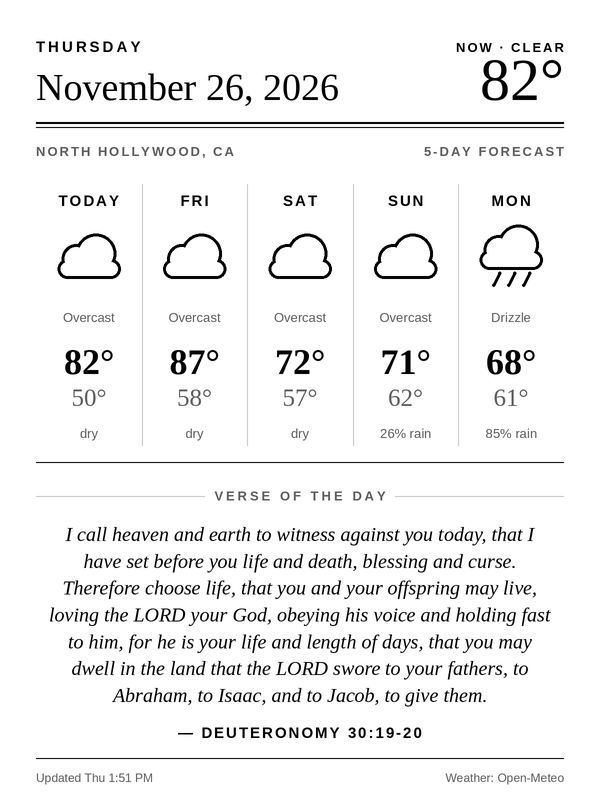 THURSDAY
November 26, 2026
NOW · CLEAR
82°
NORTH HOLLYWOOD, CA
5-DAY FORECAST
TODAY FRI SAT SUN MON
Overcast Overcast Overcast Overcast Drizzle
82° 87° 72° 71° 68°
50° 58° 57° 62° 61°
dry dry dry 26% rain 85% rain
VERSE OF THE DAY
I call heaven and earth to witness against you today, that I
have set before you life and death, blessing and curse.
Therefore choose life, that you and your offspring may live,
loving the LORD your God, obeying his voice and holding fast
to him, for he is your life and length of days, that you may
dwell in the land that the LORD swore to your fathers, to
Abraham, to Isaac, and to Jacob, to give them.
— DEUTERONOMY 30:19-20
Updated Thu 1:51 PM
Weather: Open-Meteo